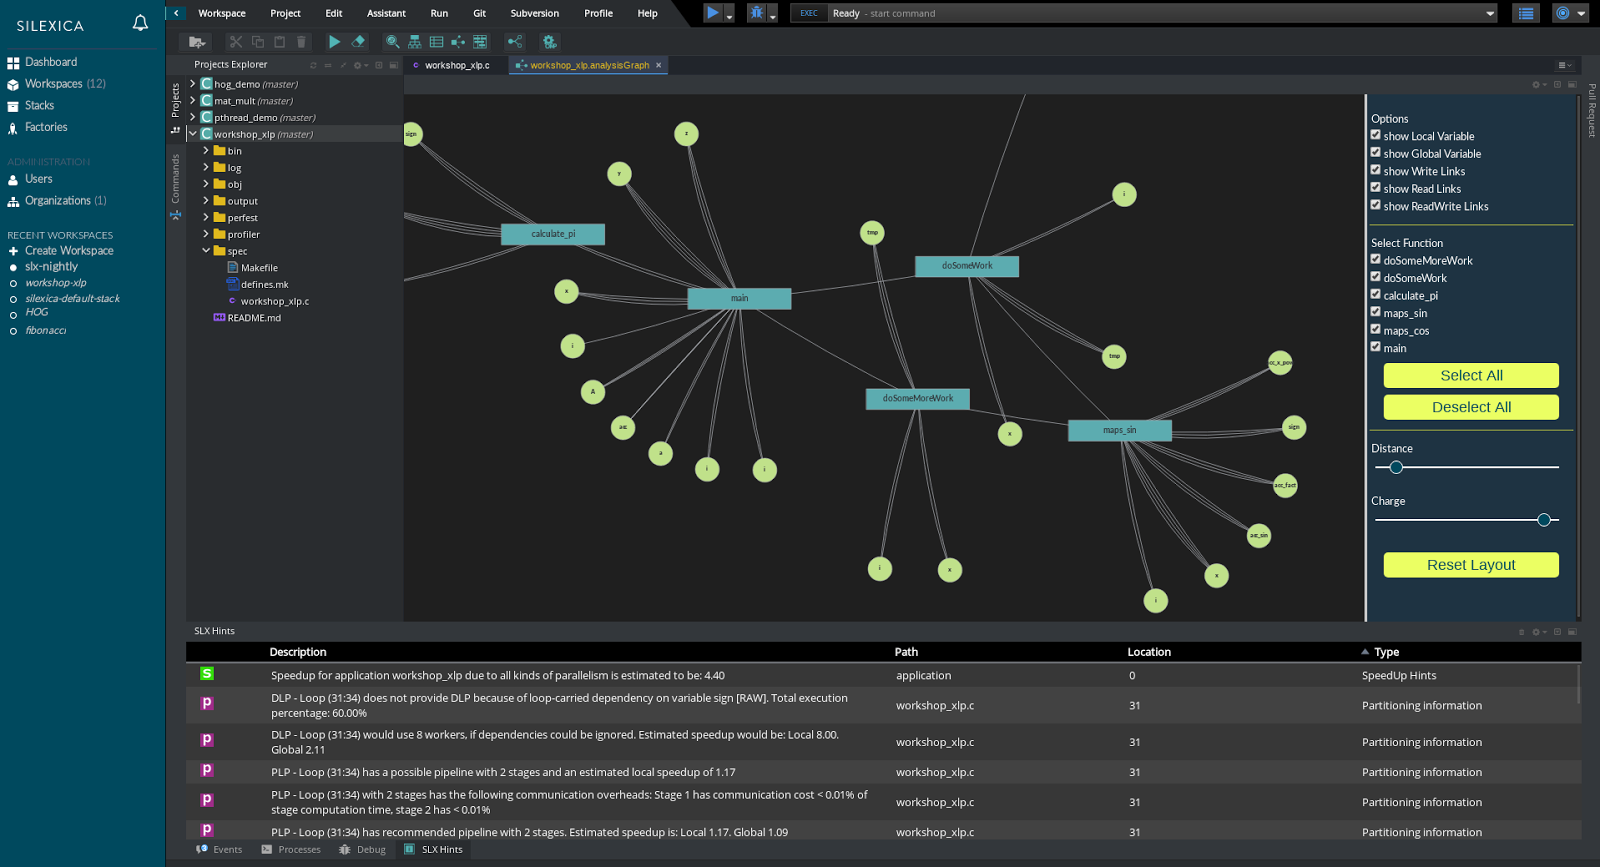 SILEXICA
Dashboard
Workspaces (12)
Stacks
Factories
ADMINISTRATION
Users
Organizations (1)
RECENT WORKSPACES
Create Workspace
slx-nightly
workshop-xlp
silexica-default-stack
HOG
fibonacci
Workspace Project Edit Assistant Run Git Subversion Profile Help
EXEC Ready - start command
Projects Explorer
Projects
Commands
hog_demo (master)
mat_mult (master)
pthread_demo (master)
workshop_xlp (master)
bin
log
obj
output
perfest
profiler
spec
Makefile
defines.mk
workshop_xlp.c
README.md
workshop_xlp.c
workshop_xlp.analysisGraph
sign
z
y
calculate_pi
x
main
i
A
acc
a
i
i
tmp
doSomeWork
i
tmp
doSomeMoreWork
x
i
x
maps_sin
sign
acc_fact
acc_sin
x
i
Options
show Local Variable
show Global Variable
show Write Links
show Read Links
show ReadWrite Links
Select Function
doSomeMoreWork
doSomeWork
calculate_pi
maps_sin
maps_cos
main
Select All
Deselect All
Distance
Charge
Reset Layout
Pull Request
SLX Hints
Description Path Location Type
S Speedup for application workshop_xlp due to all kinds of parallelism is estimated to be: 4.40 application 0 SpeedUp Hints
p DLP - Loop (31:34) does not provide DLP because of loop-carried dependency on variable sign [RAW]. Total execution
percentage: 60.00% workshop_xlp.c 31 Partitioning information
p DLP - Loop (31:34) would use 8 workers, if dependencies could be ignored. Estimated speedup would be: Local 8.00.
Global 2.11 workshop_xlp.c 31 Partitioning information
p PLP - Loop (31:34) has a possible pipeline with 2 stages and an estimated local speedup of 1.17 workshop_xlp.c 31 Partitioning information
p PLP - Loop (31:34) with 2 stages has the following communication overheads: Stage 1 has communication cost < 0.01% of
stage computation time, stage 2 has < 0.01% workshop_xlp.c 31 Partitioning information
p PLP - Loop (31:34) has recommended pipeline with 2 stages. Estimated speedup is: Local 1.17. Global 1.09 workshop_xlp.c 31 Partitioning information
Events Processes Debug SLX Hints